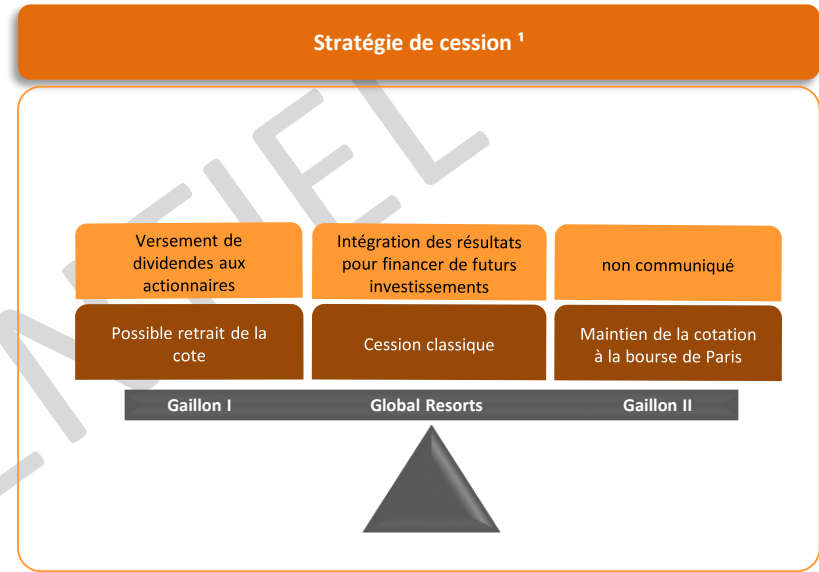 Stratégie de cession ¹
Versement de
dividendes aux
actionnaires
Intégration des résultats
pour financer de futurs
investissements
non communiqué
Possible retrait de la
cote
Cession classique
Maintien de la cotation
à la bourse de Paris
Gaillon I
Global Resorts
Gaillon II
ENTIEL